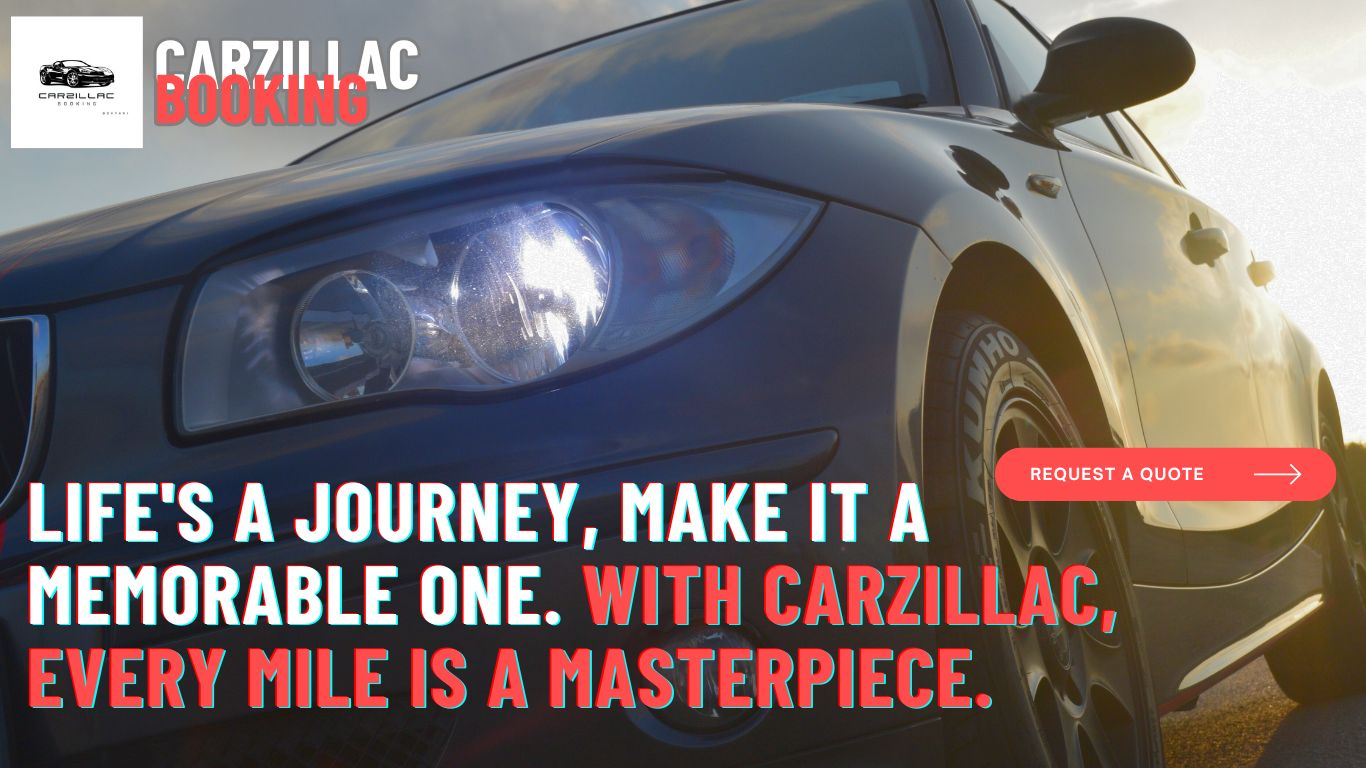 CARZILLAC
BOOKING
CARZILLAC
BOOKING
KUMHO
REQUEST A QUOTE
LIFE'S A JOURNEY, MAKE IT A
MEMORABLE ONE. WITH CARZILLAC,
EVERY MILE IS A MASTERPIECE.